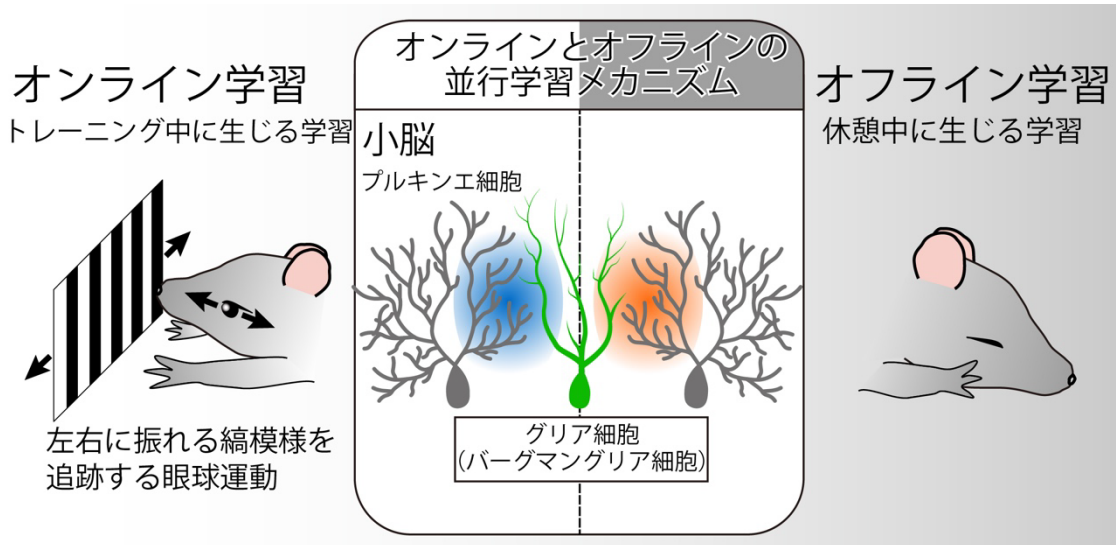 オンライン学習
トレーニング中に生じる学習
左右に振れる縞模様を
追跡する眼球運動
オンラインとオフラインの
並行学習メカニズム
小脳
プルキンエ細胞
グリア細胞
(バーグマングリア細胞)
オフライン学習
休憩中に生じる学習